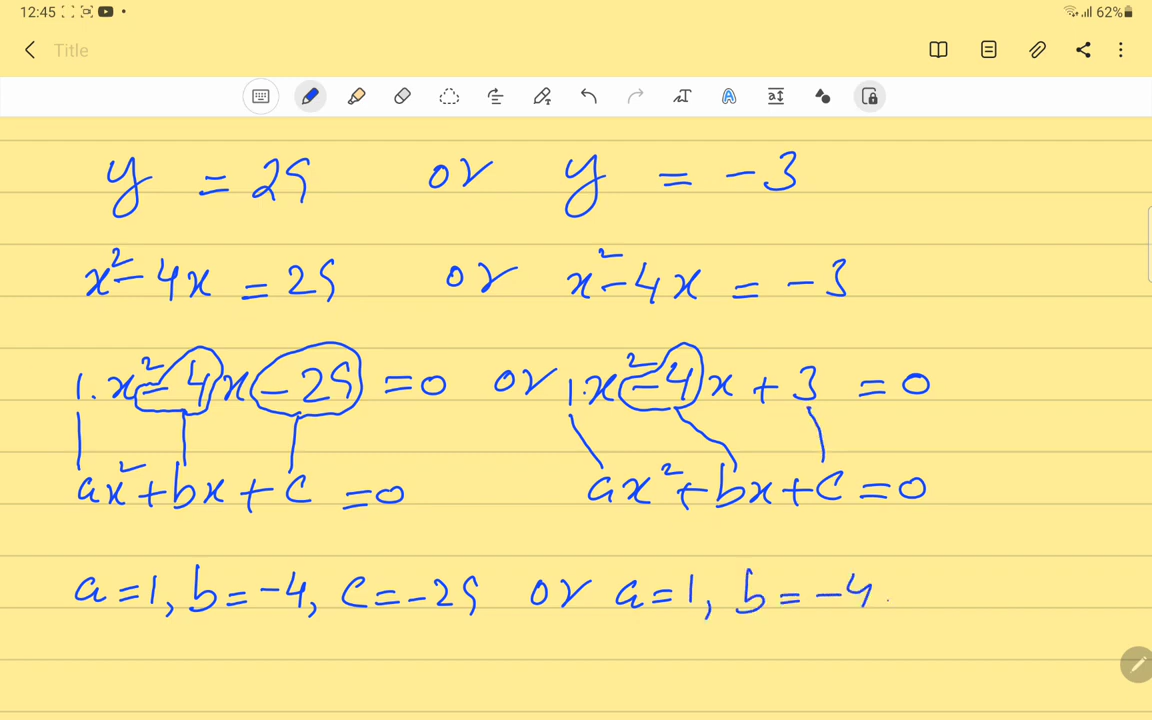 12:45 62%
Title
y = 25 or y = -3
x² - 4x = 25 or x² - 4x = -3
1.x² - 4x - 25 = 0 or 1.x² - 4x + 3 = 0
ax² + bx + c = 0 ax² + bx + c = 0
a = 1, b = -4, c = -25 or a = 1, b = -4